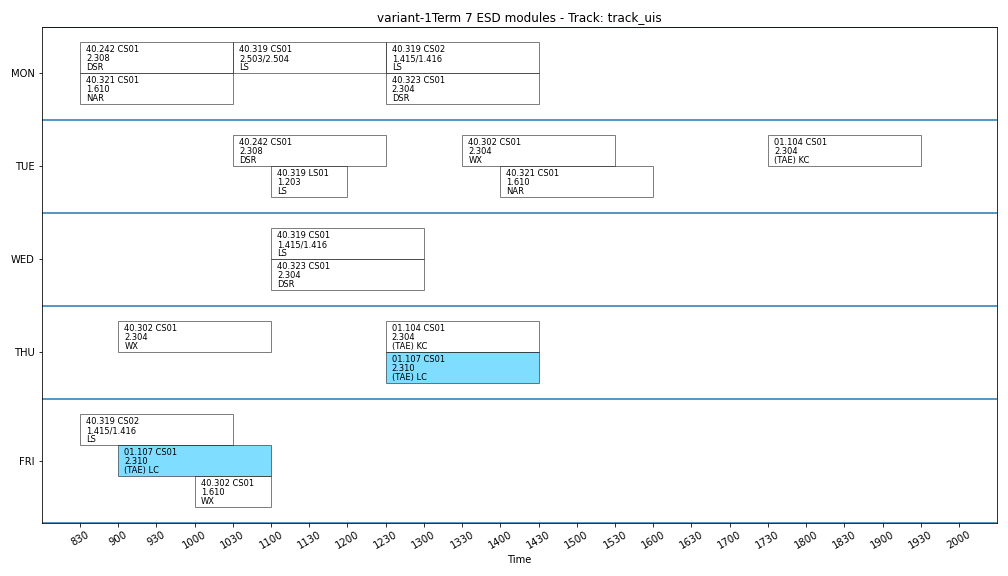 variant-1Term 7 ESD modules - Track: track_uis
MON
40.242 CS01
2.308
DSR
40.319 CS01
2.503/2.504
LS
40.319 CS02
1.415/1.416
LS
40.321 CS01
1.610
NAR
40.323 CS01
2.304
DSR
TUE
40.242 CS01
2.308
DSR
40.302 CS01
2.304
WX
01.104 CS01
2.304
(TAE) KC
40.319 LS01
1.203
LS
40.321 CS01
1.610
NAR
WED
40.319 CS01
1.415/1.416
LS
40.323 CS01
2.304
DSR
THU
40.302 CS01
2.304
WX
01.104 CS01
2.304
(TAE) KC
01.107 CS01
2.310
(TAE) LC
FRI
40.319 CS02
1.415/1.416
LS
01.107 CS01
2.310
(TAE) LC
40.302 CS01
1.610
WX
830 900 930 1000 1030 1100 1130 1200 1230 1300 1330 1400 1430 1500 1530 1600 1630 1700 1730 1800 1830 1900 1930 2000
Time